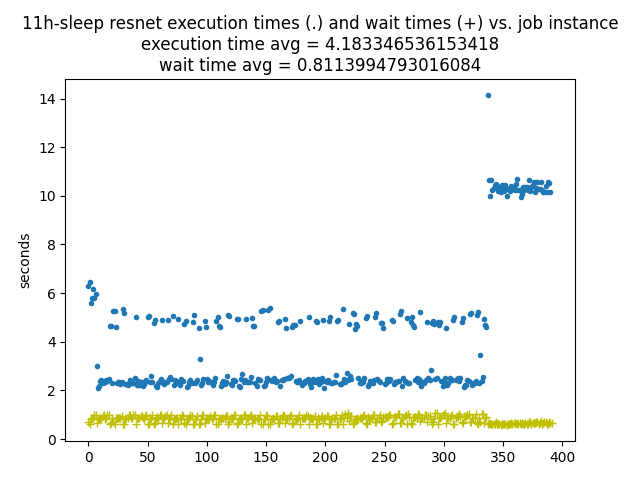 11h-sleep resnet execution times (.) and wait times (+) vs. job instance
execution time avg = 4.183346536153418
wait time avg = 0.8113994793016084
14
12
10
8
6
4
2
0
seconds
0 50 100 150 200 250 300 350 400